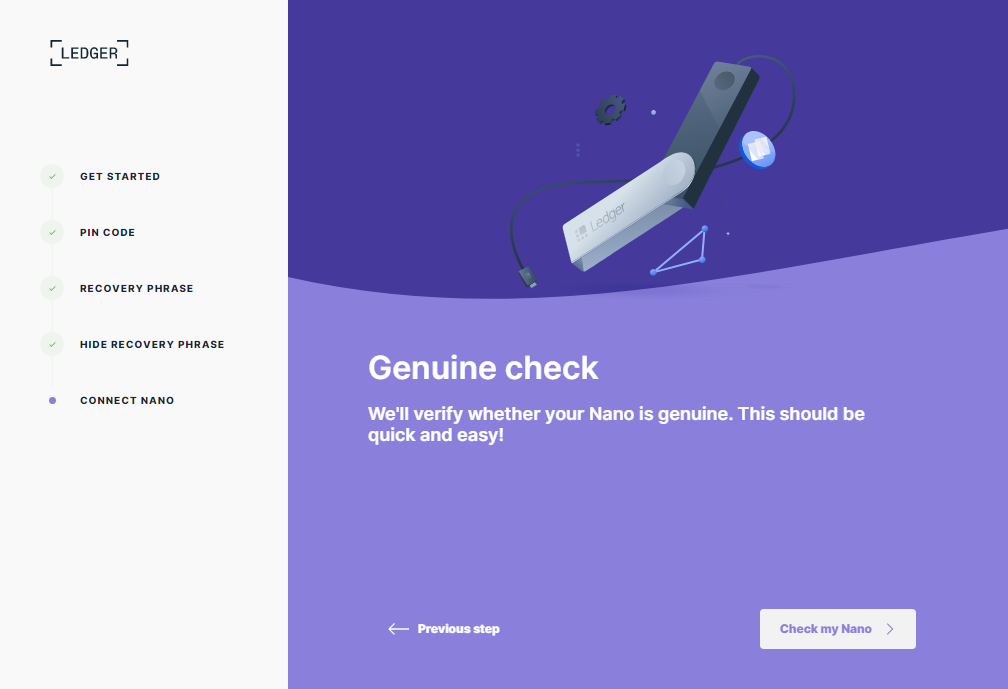 LEDGER
GET STARTED
PIN CODE
RECOVERY PHRASE
HIDE RECOVERY PHRASE
CONNECT NANO
Ledger
Genuine check
We'll verify whether your Nano is genuine. This should be
quick and easy!
Previous step
Check my Nano